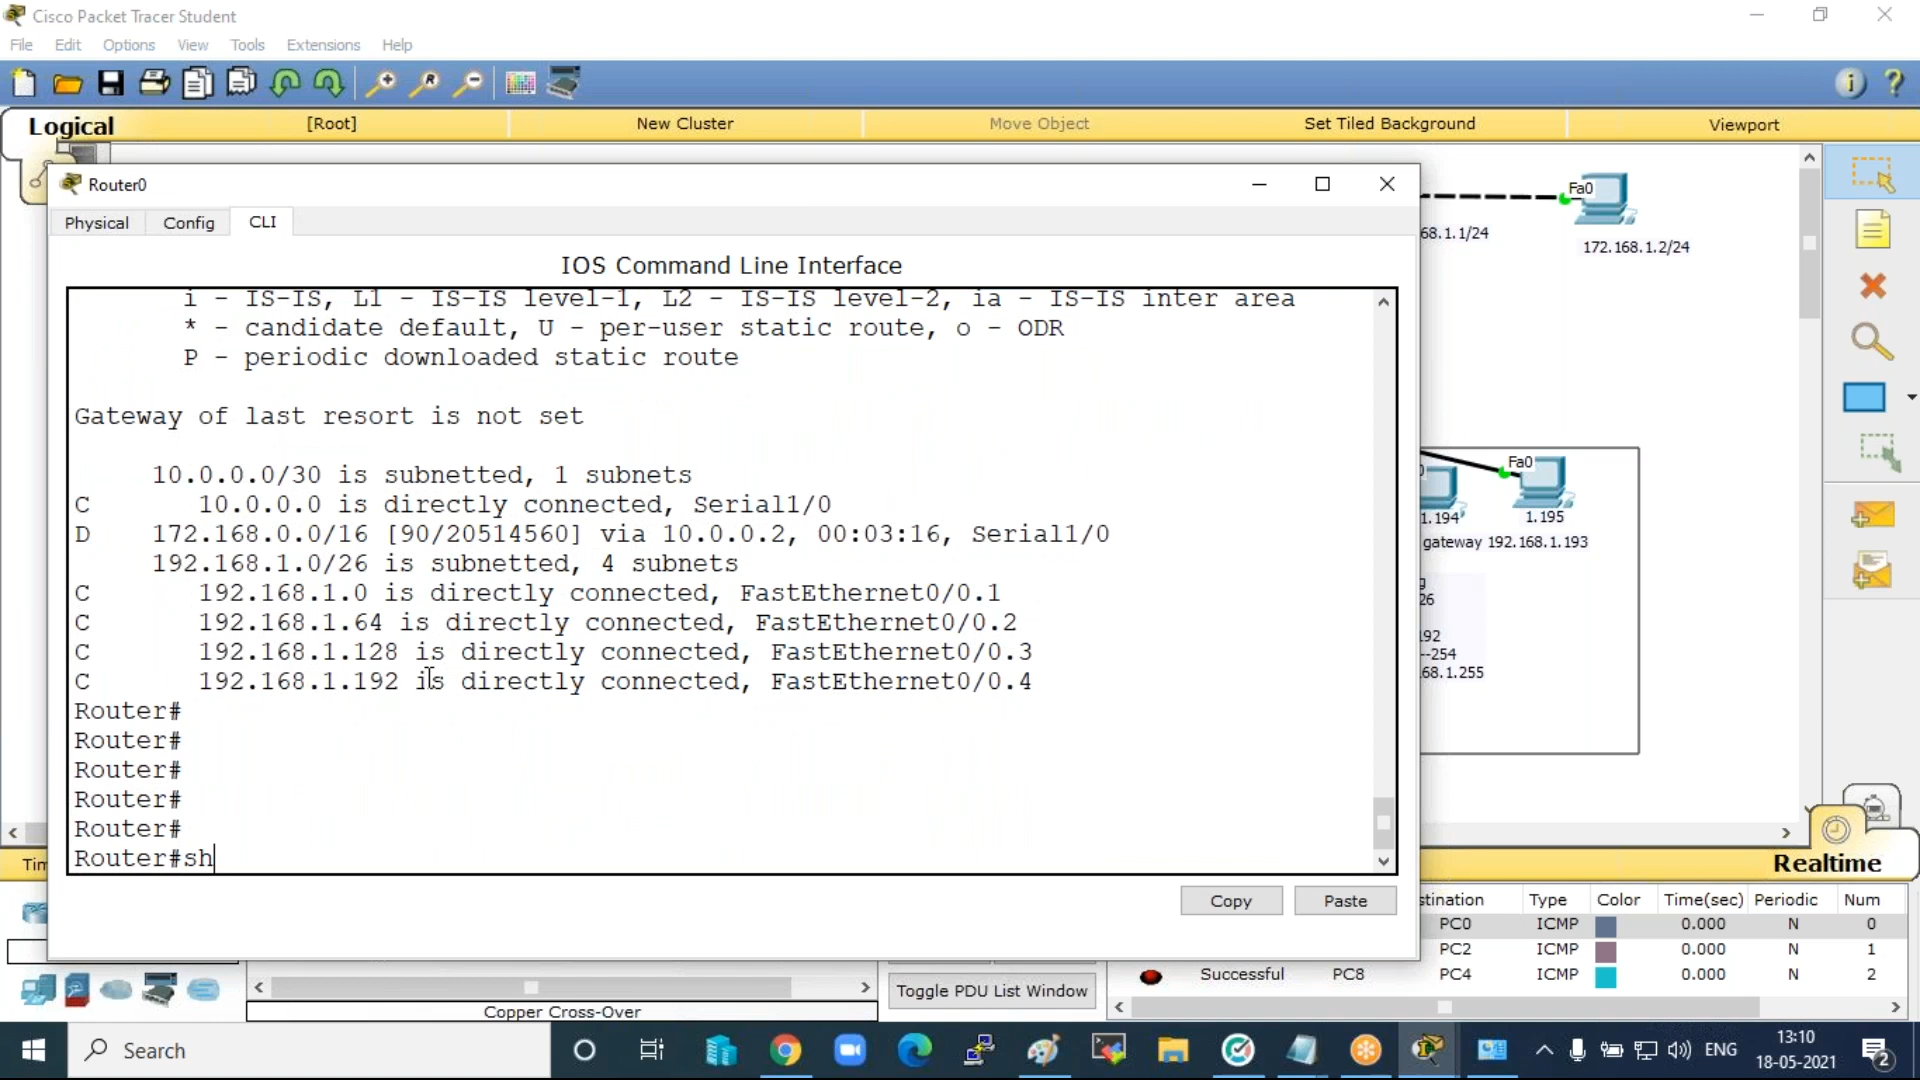 Cisco Packet Tracer Student
File Edit Options View Tools Extensions Help
Logical [Root] New Cluster Move Object Set Tiled Background Viewport
Router0
Physical Config CLI
IOS Command Line Interface
i - IS-IS, L1 - IS-IS level-1, L2 - IS-IS level-2, ia - IS-IS inter area
* - candidate default, U - per-user static route, o - ODR
P - periodic downloaded static route
Gateway of last resort is not set
10.0.0.0/30 is subnetted, 1 subnets
C 10.0.0.0 is directly connected, Serial1/0
D 172.168.0.0/16 [90/20514560] via 10.0.0.2, 00:03:16, Serial1/0
192.168.1.0/26 is subnetted, 4 subnets
C 192.168.1.0 is directly connected, FastEthernet0/0.1
C 192.168.1.64 is directly connected, FastEthernet0/0.2
C 192.168.1.128 is directly connected, FastEthernet0/0.3
C 192.168.1.192 is directly connected, FastEthernet0/0.4
Router#
Router#
Router#
Router#
Router#
Router#sh
Copy Paste
Fa0
68.1.1/24
172.168.1.2/24
Fa0
1.194 1.195
gateway 192.168.1.193
26
92
--254
68.1.255
Tim
Realtime
stination Type Color Time(sec) Periodic Num
PC0 ICMP 0.000 N 0
PC2 ICMP 0.000 N 1
Successful PC8 PC4 ICMP 0.000 N 2
Toggle PDU List Window
Copper Cross-Over
Search
ENG
13:10
18-05-2021
2